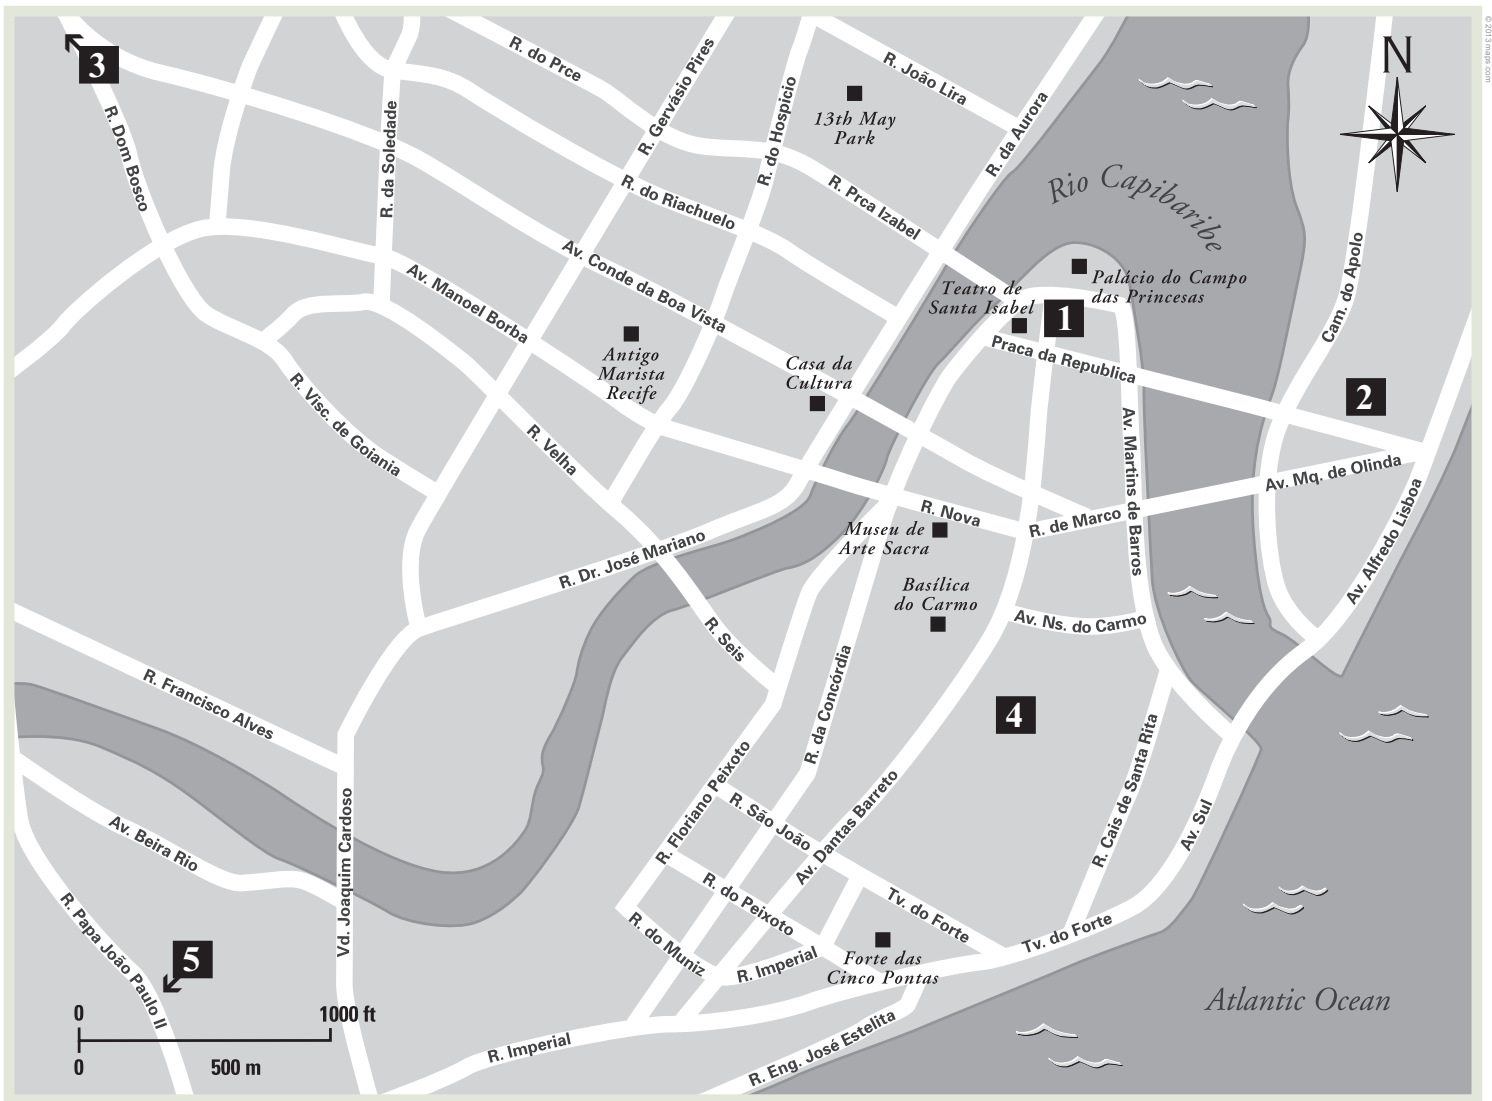 © 2013 maps.com
N
3
R. do Prce
R. Gervásio Pires
R. João Lira
R. do Hospicio
13th May
Park
R. da Aurora
R. Dom Bosco
R. da Soledade
R. do Riachuelo
R. Prca Izabel
Rio Capibaribe
Av. Conde da Boa Vista
Av. Manoel Borba
Cam. do Apolo
Teatro de
Santa Isabel
Palácio do Campo
das Princesas
1
Praca da Republica
Antigo
Marista
Recife
Casa da
Cultura
2
R. Visc. de Goiania
R. Velha
Av. Martins de Barros
Av. Mq. de Olinda
Av. Alfredo Lisboa
R. Nova
R. de Marco
Museu de
Arte Sacra
R. Dr. José Mariano
Basílica
do Carmo
Av. Ns. do Carmo
R. Seis
R. Francisco Alves
R. da Concórdia
4
R. Cais de Santa Rita
R. Floriano Peixoto
R. São João
Av. Dantas Barreto
Av. Sul
Av. Beira Rio
Vd. Joaquim Cardoso
R. do Peixoto
Tv. do Forte
Tv. do Forte
R. Papa João Paulo II
5
R. do Muniz
R. Imperial
Forte das
Cinco Pontas
Atlantic Ocean
0
1000 ft
R. Imperial
R. Eng. José Estelita
0
500 m